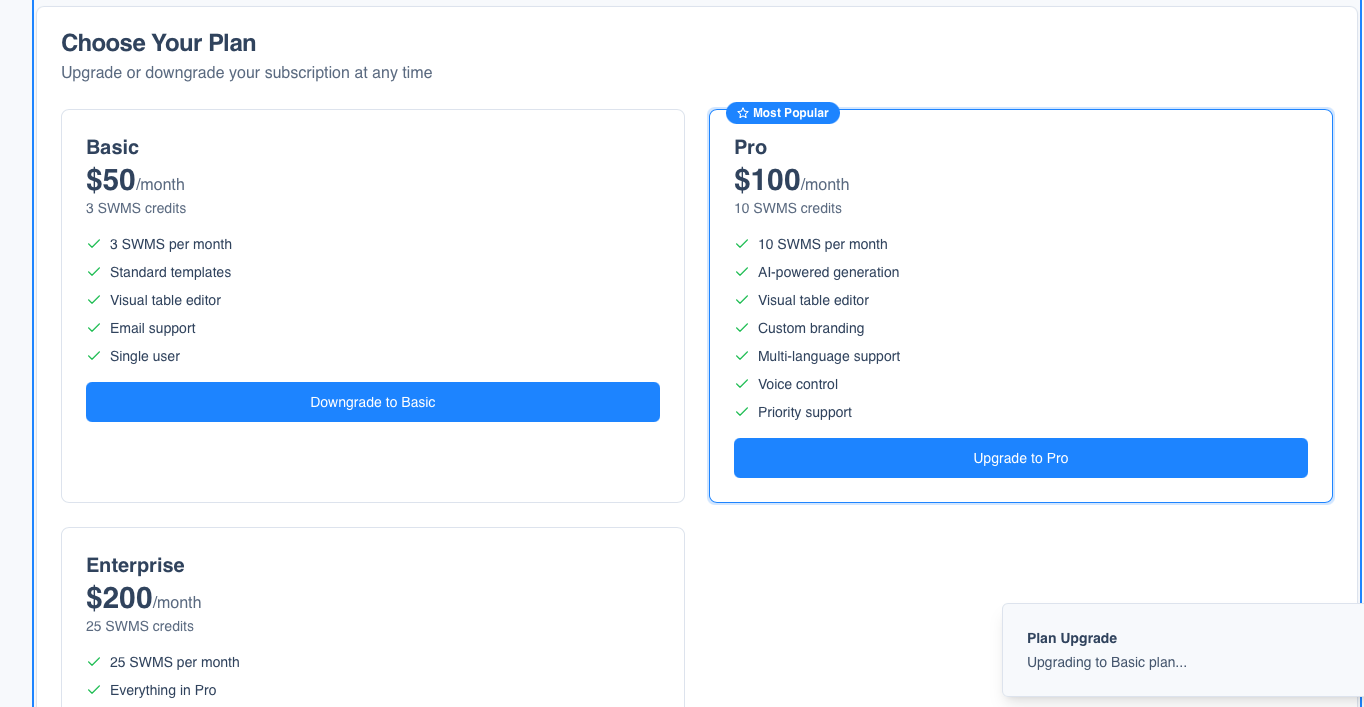 Choose Your Plan
Upgrade or downgrade your subscription at any time
Basic
$50/month
3 SWMS credits
3 SWMS per month
Standard templates
Visual table editor
Email support
Single user
Downgrade to Basic
Most Popular
Pro
$100/month
10 SWMS credits
10 SWMS per month
AI-powered generation
Visual table editor
Custom branding
Multi-language support
Voice control
Priority support
Upgrade to Pro
Enterprise
$200/month
25 SWMS credits
25 SWMS per month
Everything in Pro
Plan Upgrade
Upgrading to Basic plan...